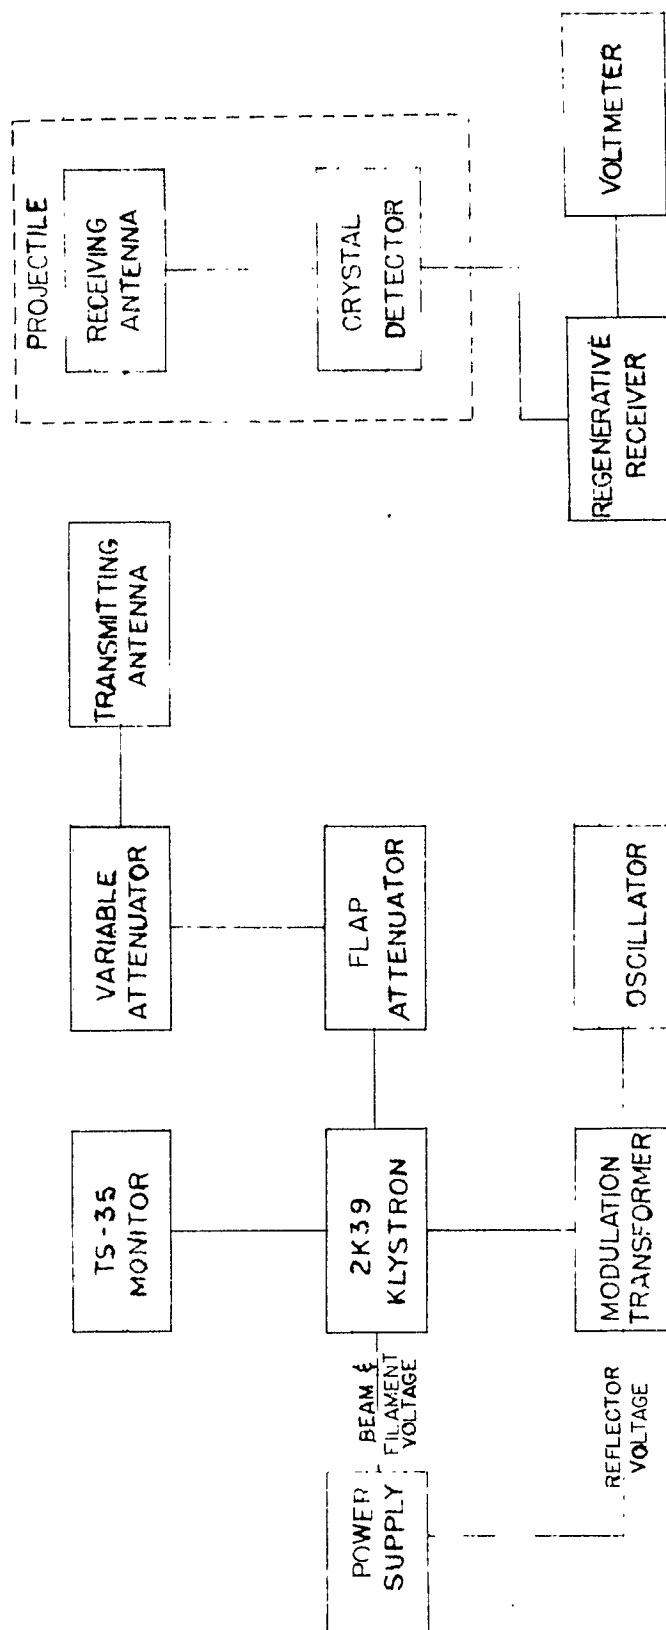 TS-35
MONITOR
VARIABLE
ATTENUATOR
TRANSMITTING
ANTENNA
PROJECTILE
RECEIVING
ANTENNA
POWER
SUPPLY
BEAM &
FILAMENT
VOLTAGE
2K39
KLYSTRON
FLAP
ATTENUATOR
CRYSTAL
DETECTOR
REFLECTOR
VOLTAGE
MODULATION
TRANSFORMER
OSCILLATOR
REGENERATIVE
RECEIVER
VOLTMETER